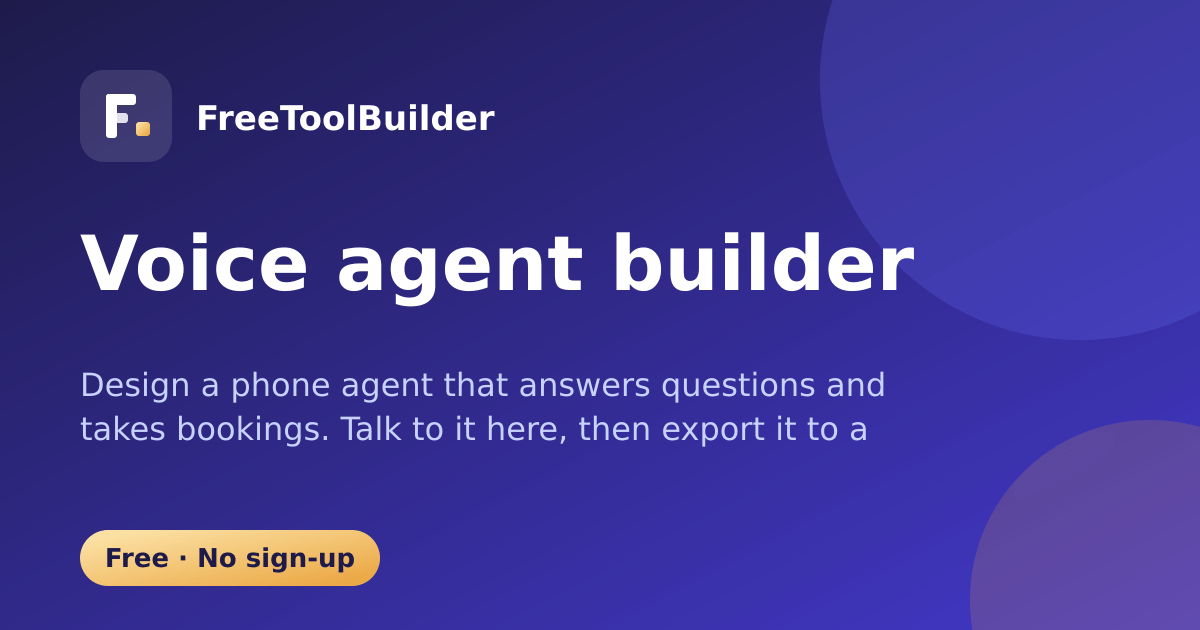 F.
FreeToolBuilder
Voice agent builder
Design a phone agent that answers questions and
takes bookings. Talk to it here, then export it to a
Free · No sign-up